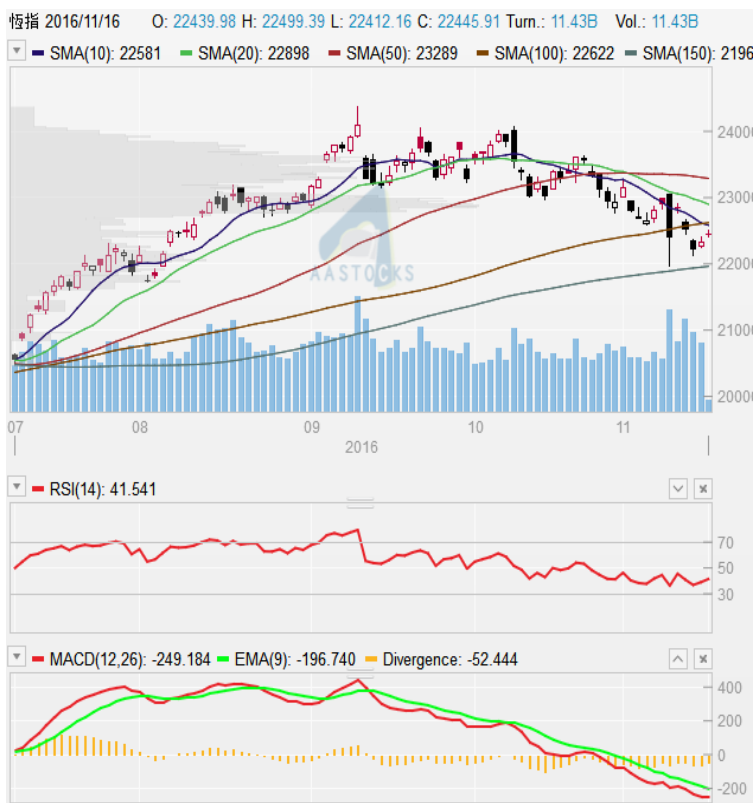 恆指 2016/11/16 O: 22439.98 H: 22499.39 L: 22412.16 C: 22445.91 Turn.: 11.43B Vol.: 11.43B
SMA(10): 22581 SMA(20): 22898 SMA(50): 23289 SMA(100): 22622 SMA(150): 2196
24000
23000
AASTOCKS
22000
21000
20000
07 08 09 10 11
2016
RSI(14): 41.541
70
50
30
MACD(12,26): -249.184 EMA(9): -196.740 Divergence: -52.444
400
200
0
-200